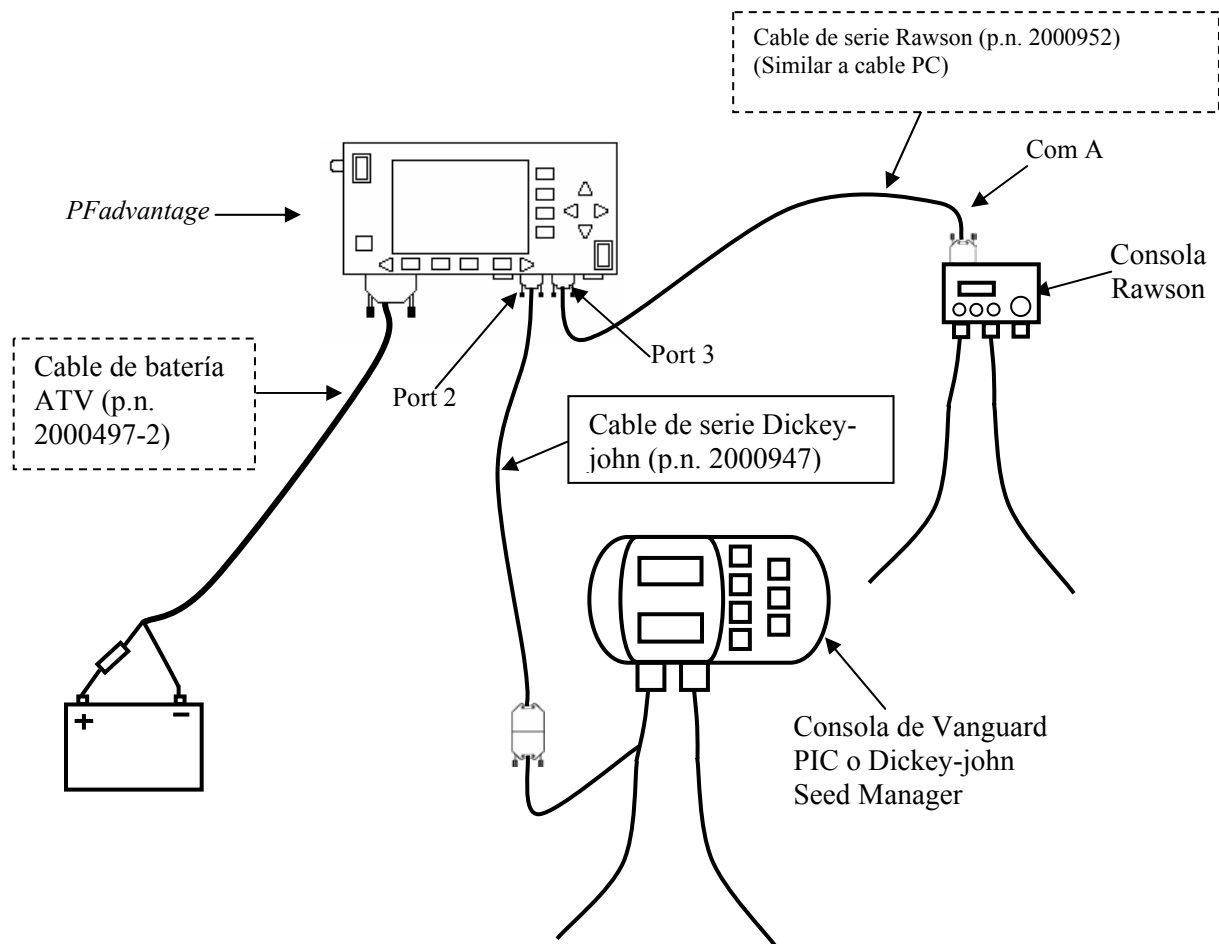 Cable de serie Rawson (p.n. 2000952)
(Similar a cable PC)
Com A
PFadvantage
Consola
Rawson
Port 3
Port 2
Cable de batería
ATV (p.n.
2000497-2)
Cable de serie Dickey-
john (p.n. 2000947)
+
-
Consola de Vanguard
PIC o Dickey-john
Seed Manager